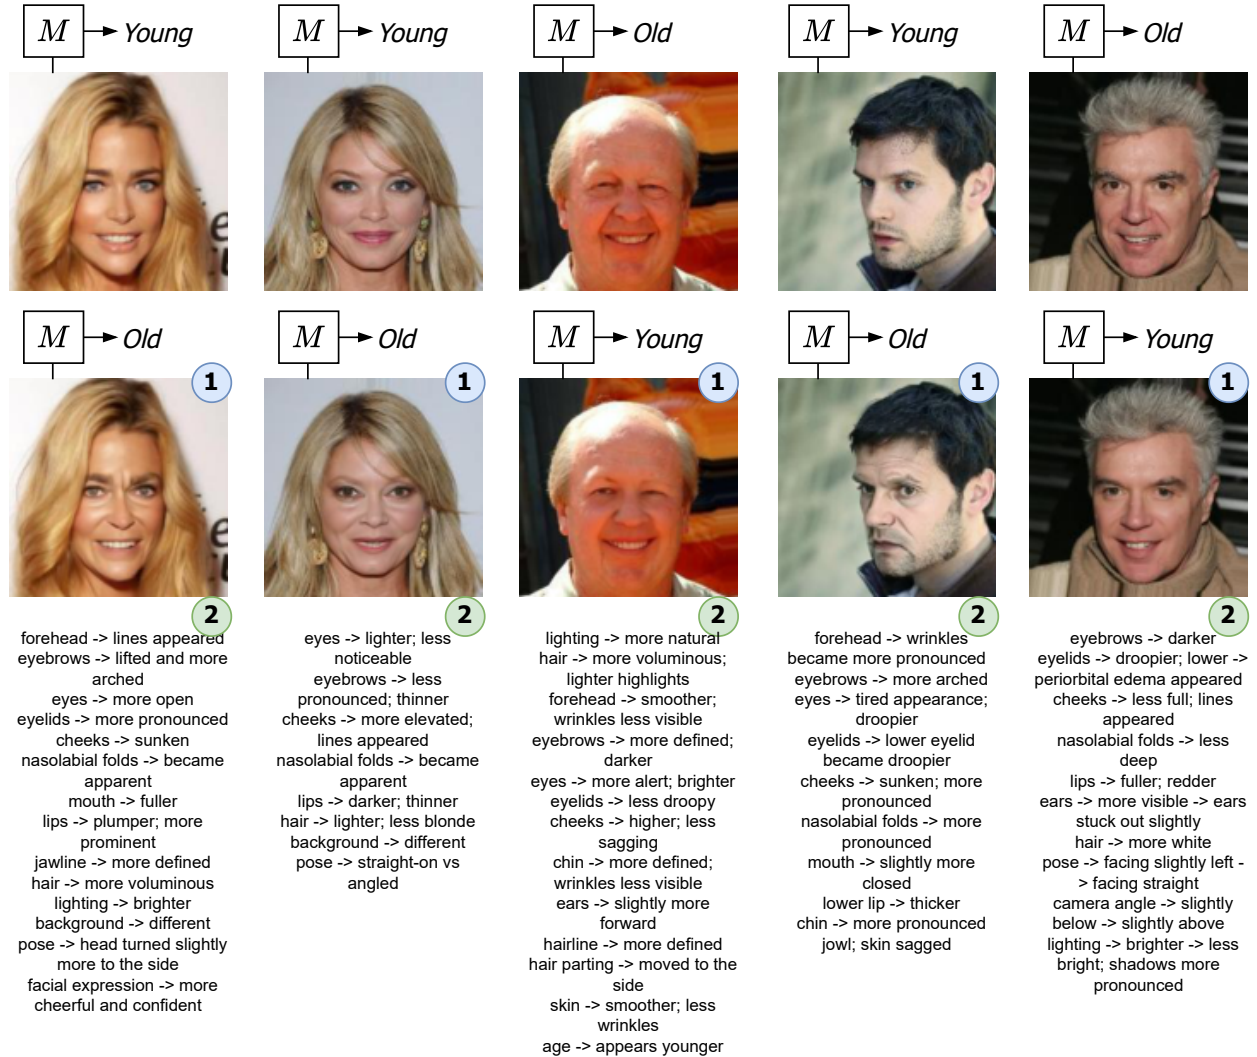 M Young
M Young
M Old
M Young
M Old
M Old
M Old
M Young
M Old
M Young
1
1
1
1
1
2
2
2
2
2
forehead -> lines appeared
eyebrows -> lifted and more
arched
eyes -> more open
eyelids -> more pronounced
cheeks -> sunken
nasolabial folds -> became
apparent
mouth -> fuller
lips -> plumper; more
prominent
jawline -> more defined
hair -> more voluminous
lighting -> brighter
background -> different
pose -> head turned slightly
more to the side
facial expression -> more
cheerful and confident
eyes -> lighter; less
noticeable
eyebrows -> less
pronounced; thinner
cheeks -> more elevated;
lines appeared
nasolabial folds -> became
apparent
lips -> darker; thinner
hair -> lighter; less blonde
background -> different
pose -> straight-on vs
angled
lighting -> more natural
hair -> more voluminous;
lighter highlights
forehead -> smoother;
wrinkles less visible
eyebrows -> more defined;
darker
eyes -> more alert; brighter
eyelids -> less droopy
cheeks -> higher; less
sagging
chin -> more defined;
wrinkles less visible
ears -> slightly more
forward
hairline -> more defined
hair parting -> moved to the
side
skin -> smoother; less
wrinkles
age -> appears younger
forehead -> wrinkles
became more pronounced
eyebrows -> more arched
eyes -> tired appearance;
droopier
eyelids -> lower eyelid
became droopier
cheeks -> sunken; more
pronounced
nasolabial folds -> more
pronounced
mouth -> slightly more
closed
lower lip -> thicker
chin -> more pronounced
jowl; skin sagged
eyebrows -> darker
eyelids -> droopier; lower ->
periorbital edema appeared
cheeks -> less full; lines
appeared
nasolabial folds -> less
deep
lips -> fuller; redder
ears -> more visible -> ears
stuck out slightly
hair -> more white
pose -> facing slightly left -
> facing straight
camera angle -> slightly
below -> slightly above
lighting -> brighter -> less
bright; shadows more
pronounced